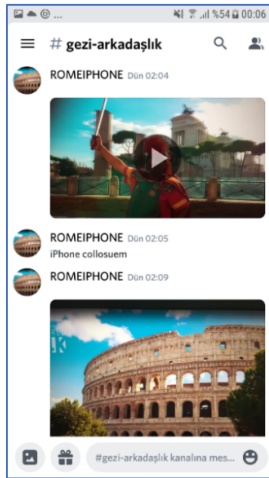 %54 00:06
# gezi-arkadaşlık
ROMEIPHONE Dün 02:04
ROMEIPHONE Dün 02:05
iPhone collosuem
ROMEIPHONE Dün 02:09
#gezi-arkadaşlık kanalına mes...